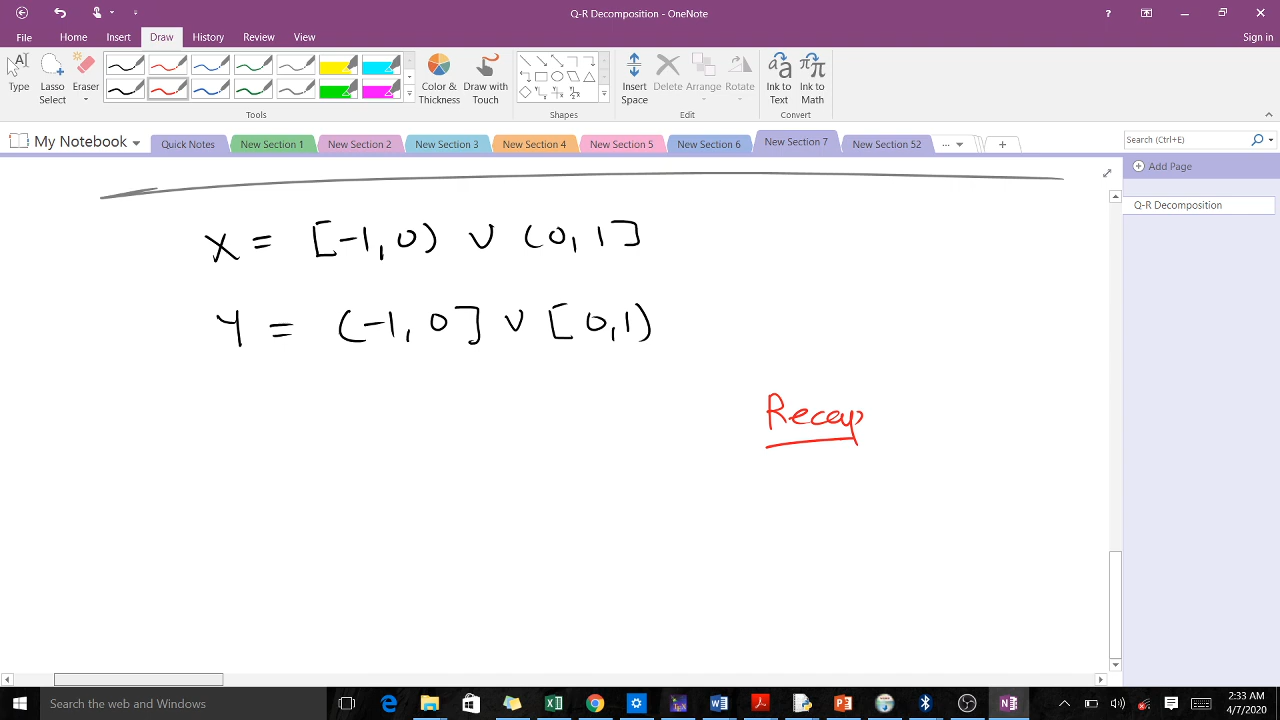 Q-R Decomposition - OneNote
File Home Insert Draw History Review View Sign in
Type Lasso Select Eraser Color & Thickness Draw with Touch Insert Space Delete Arrange Rotate Ink to Text Ink to Math
Tools Shapes Edit Convert
My Notebook Quick Notes New Section 1 New Section 2 New Section 3 New Section 4 New Section 5 New Section 6 New Section 7 New Section 52 ... Search (Ctrl+E)
Add Page
Q-R Decomposition
X = [-1, 0) ∪ (0, 1]
Y = (-1, 0] ∪ [0, 1)
Recap
Search the web and Windows
2:33 AM
4/7/2020